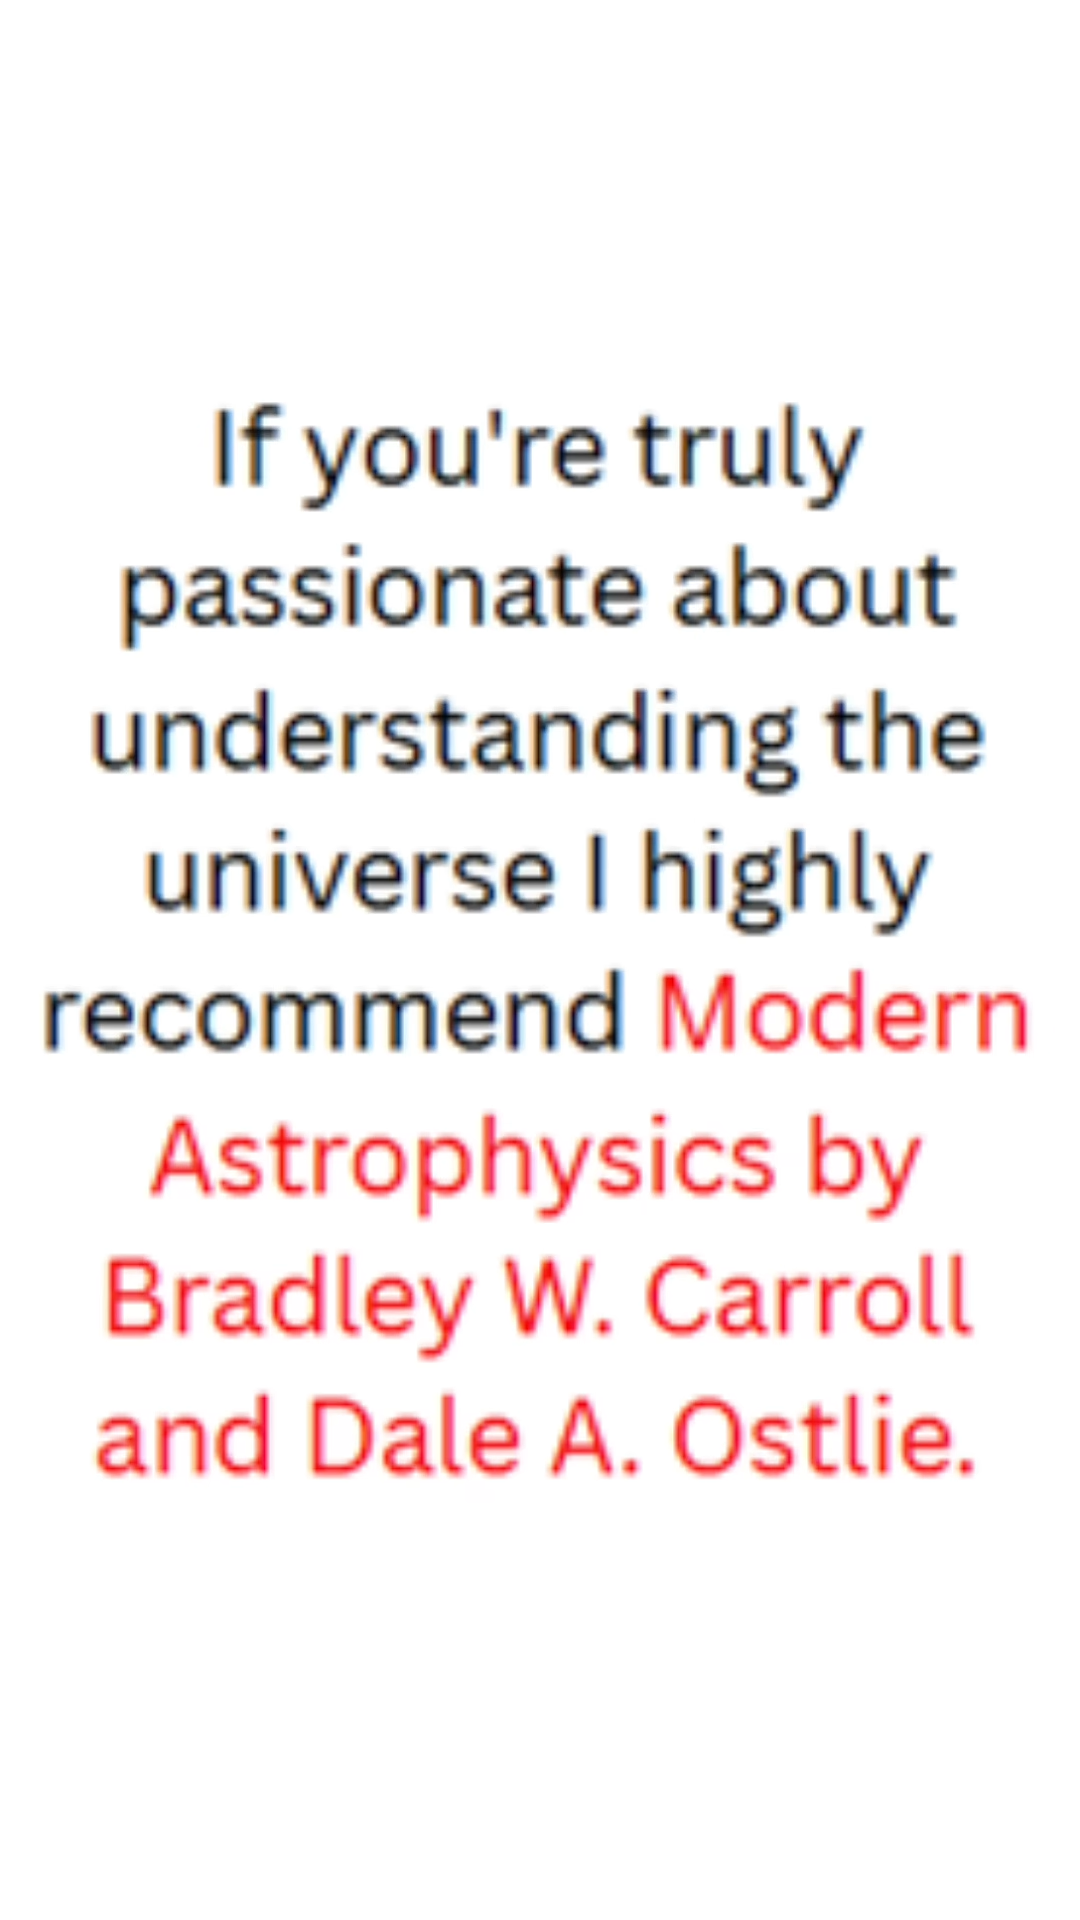 If you're truly
passionate about
understanding the
universe I highly
recommend Modern
Astrophysics by
Bradley W. Carroll
and Dale A. Ostlie.